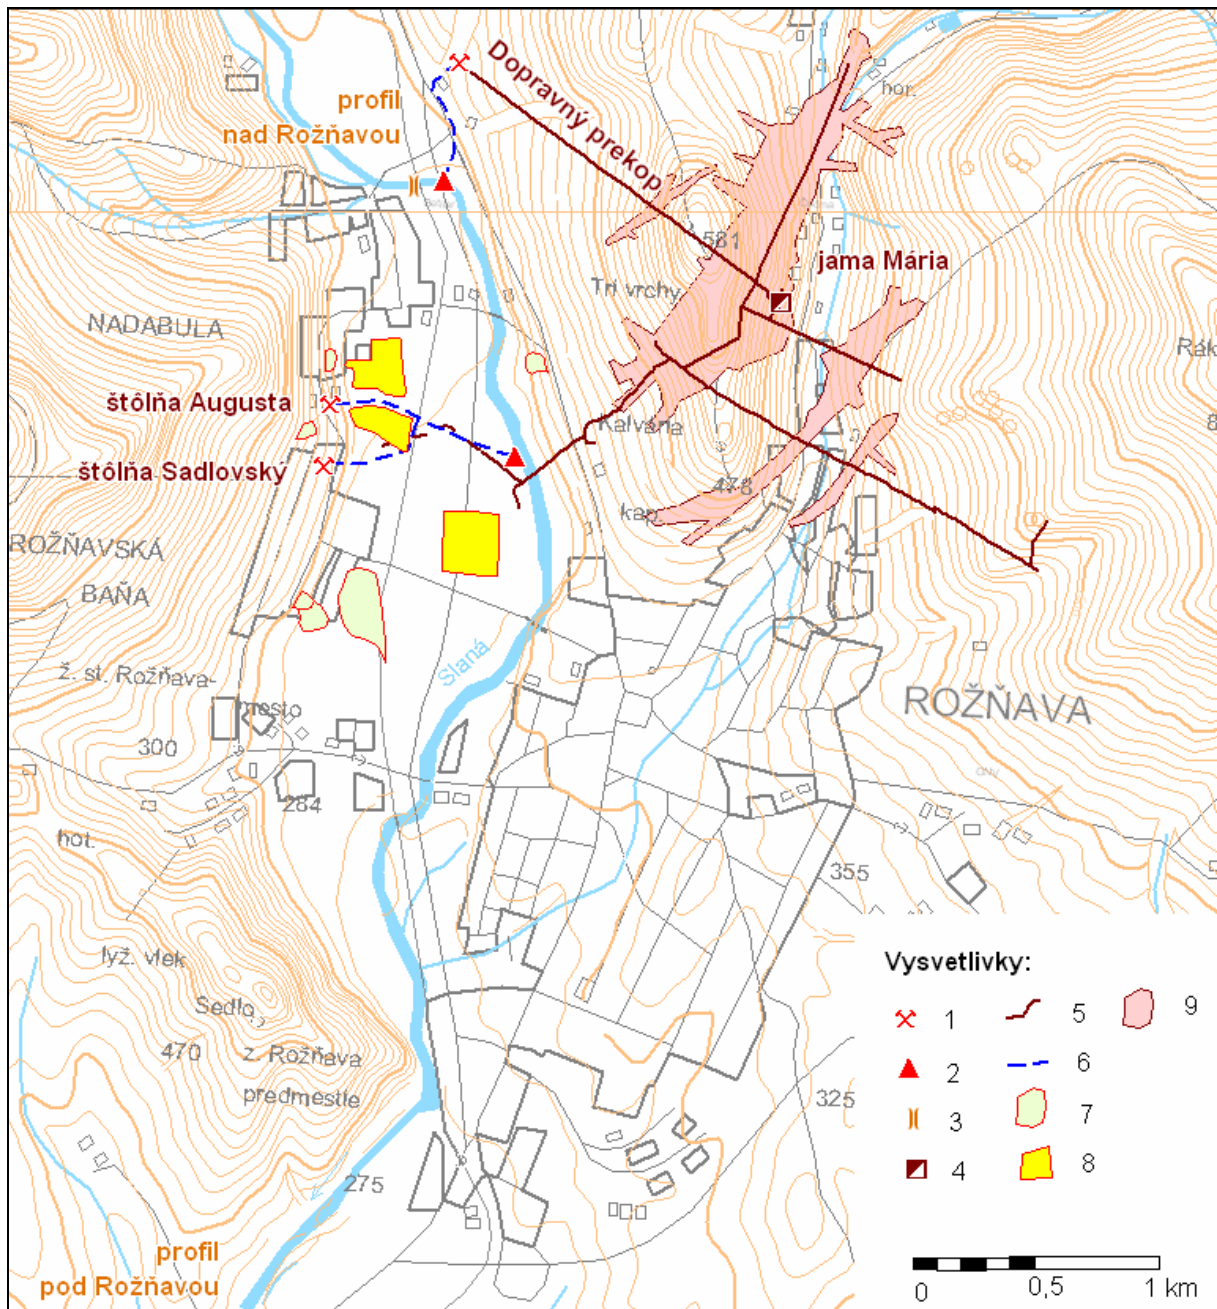 Dopravný prekop
hor.
profil
nad Rožňavou
581
jama Mária
Tri vrchy
NADABULA
Rák
štôlňa Augusta
Kalvária
8
štôlňa Sadlovský
478
kap.
ROŽŇAVSKÁ
BAŇA
Slaná
ž. st. Rožňava-
mesto
ROŽŇAVA
300
284
hot.
355
lyž. vlek
Sedlo
470
z. Rožňava
predmestie
325
275
profil
pod Rožňavou
Vysvetlivky:
1
5
9
2
6
3
7
4
8
0
0,5
1 km